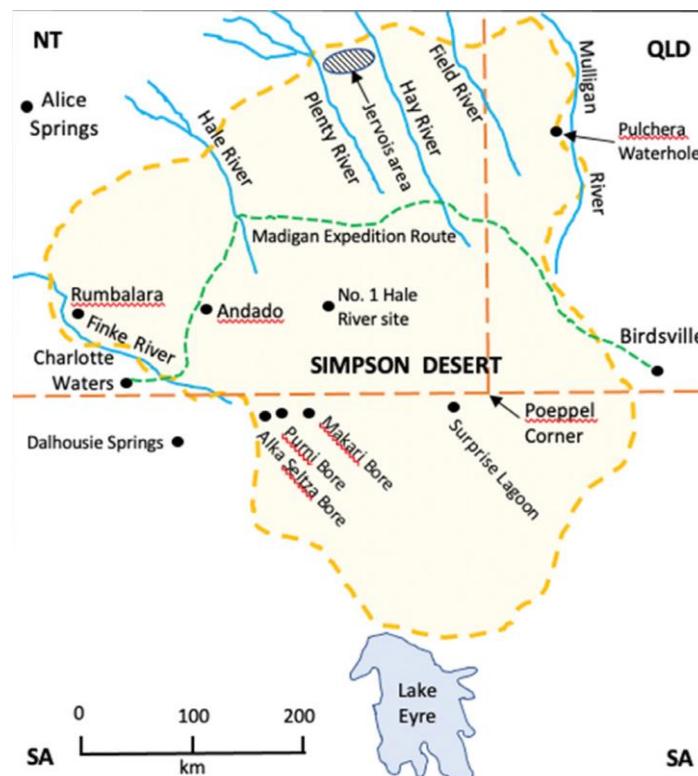 NT
QLD
Alice
Springs
Hale River
Plenty River
Jervois area
Hay River
Field River
Mulligan
River
Pulchera
Waterhole
Madigan Expedition Route
Rumbalara
Finke River
Andado
No. 1 Hale
River site
Charlotte
Waters
SIMPSON DESERT
Birdsville
Poeppel
Corner
Dalhousie Springs
Alka Seltza Bore
Purni Bore
Makari Bore
Surprise Lagoon
Lake
Eyre
0 100 200
km
SA
SA